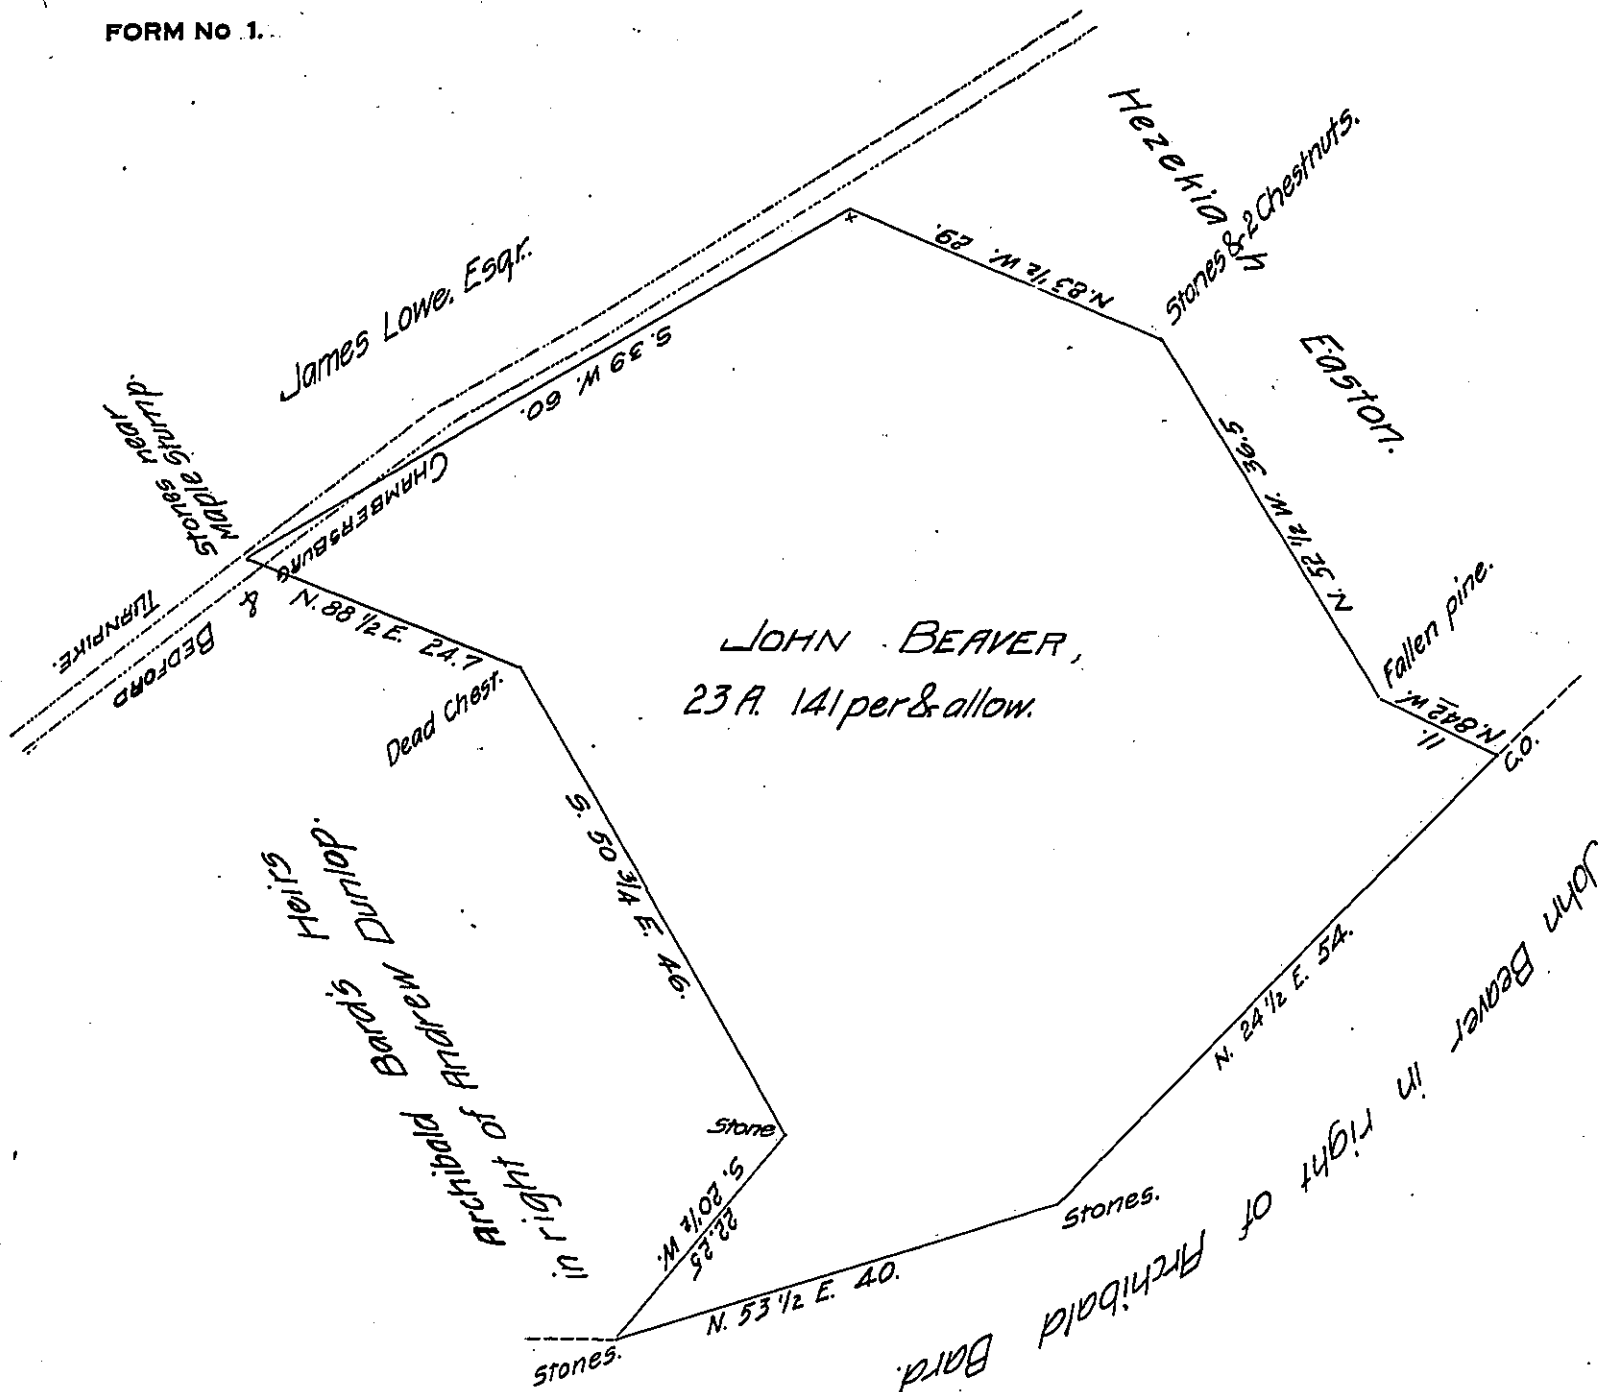 FORM No 1.
James Lowe. Esqr.
Hezekiah
Easton.
Stones & 2 Chestnuts.
N. 83 1/2 W. 29.
S. 39 W. 60.
Stones near
Maple Stump.
CHAMBERSBURG
&
BEDFORD
TURNPIKE.
N. 88 1/2 E. 24.7
Dead Chest.
N. 52 1/2 W. 36.5
Fallen pine.
N. 84 2 W.
11.
C.O.
JOHN BEAVER,
23 A. 141 per & allow.
S. 50 3/4 E. 46.
Archibald Bard's Heirs
in right of Andrew Dunlop.
Stone
S. 20 1/2 W.
22.25
N. 24 1/2 E. 54.
Stones.
N. 53 1/2 E. 40.
Stones.
John Beaver in right of Archibald Bard.